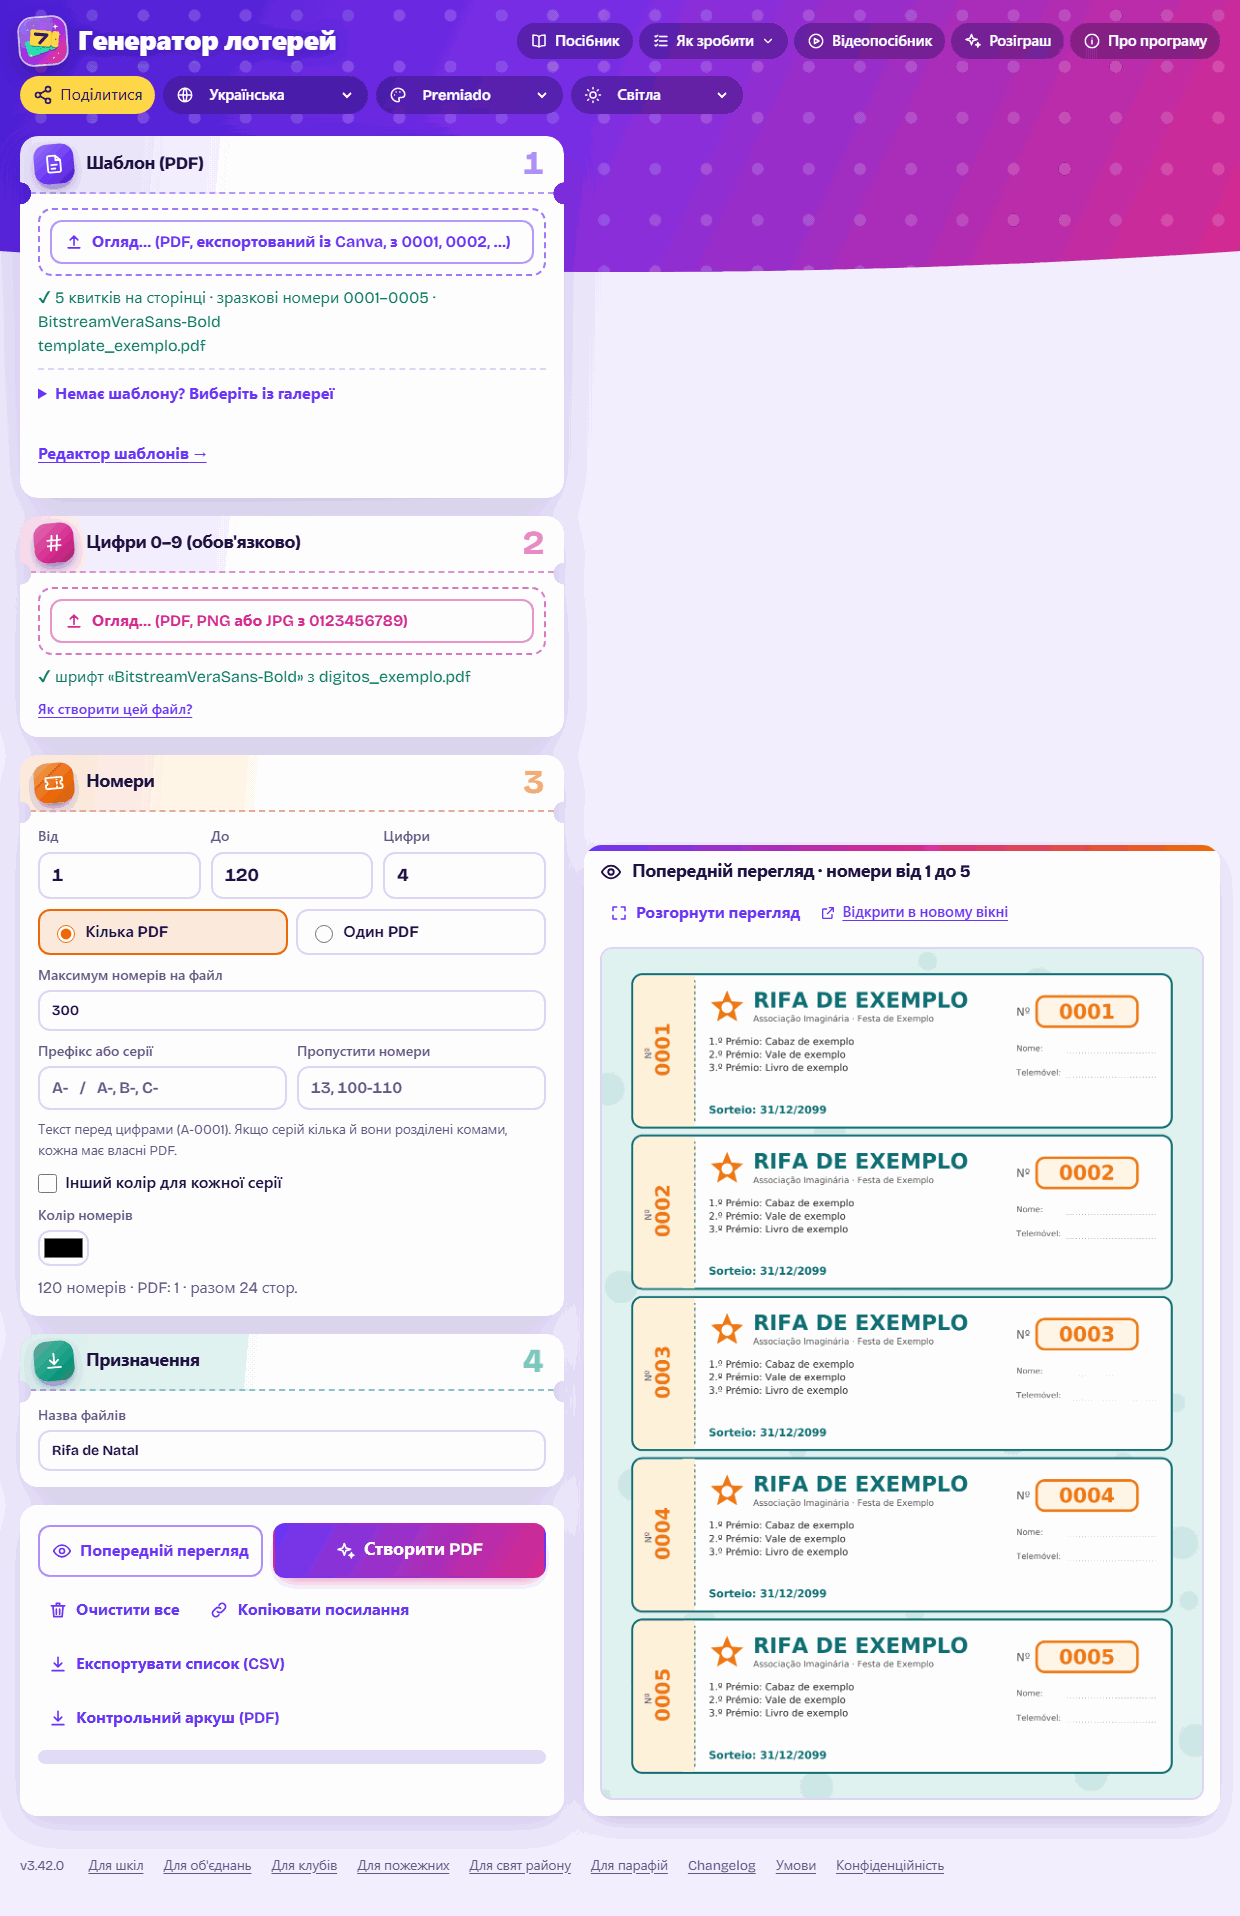 Генератор лотерей
Посібник
Як зробити
Відеопосібник
Розіграш
Про програму
Поділитися
Українська
Premiado
Світла
Шаблон (PDF)
1
Огляд... (PDF, експортований із Canva, з 0001, 0002, ...)
✓ 5 квитків на сторінці · зразкові номери 0001–0005 ·
BitstreamVeraSans-Bold
template_exemplo.pdf
Немає шаблону? Виберіть із галереї
Редактор шаблонів →
Цифри 0–9 (обов'язково)
2
Огляд... (PDF, PNG або JPG з 0123456789)
✓ шрифт «BitstreamVeraSans-Bold» з digitos_exemplo.pdf
Як створити цей файл?
Номери
3
Від
До
Цифри
1
120
4
Кілька PDF
Один PDF
Максимум номерів на файл
300
Префікс або серії
Пропустити номери
A- / A-, B-, C-
13, 100-110
Текст перед цифрами (A-0001). Якщо серій кілька й вони розділені комами,
кожна має власні PDF.
Інший колір для кожної серії
Колір номерів
120 номерів · PDF: 1 · разом 24 стор.
Призначення
4
Назва файлів
Rifa de Natal
Попередній перегляд
Створити PDF
Очистити все
Копіювати посилання
Експортувати список (CSV)
Контрольний аркуш (PDF)
Попередній перегляд · номери від 1 до 5
Розгорнути перегляд
Відкрити в новому вікні
Nº 0001
RIFA DE EXEMPLO
Associação Imaginária · Festa de Exemplo
1.º Prémio: Cabaz de exemplo
2.º Prémio: Vale de exemplo
3.º Prémio: Livro de exemplo
Sorteio: 31/12/2099
Nº 0001
Nome:
Telemóvel:
Nº 0002
RIFA DE EXEMPLO
Associação Imaginária · Festa de Exemplo
1.º Prémio: Cabaz de exemplo
2.º Prémio: Vale de exemplo
3.º Prémio: Livro de exemplo
Sorteio: 31/12/2099
Nº 0002
Nome:
Telemóvel:
Nº 0003
RIFA DE EXEMPLO
Associação Imaginária · Festa de Exemplo
1.º Prémio: Cabaz de exemplo
2.º Prémio: Vale de exemplo
3.º Prémio: Livro de exemplo
Sorteio: 31/12/2099
Nº 0003
Nome:
Telemóvel:
Nº 0004
RIFA DE EXEMPLO
Associação Imaginária · Festa de Exemplo
1.º Prémio: Cabaz de exemplo
2.º Prémio: Vale de exemplo
3.º Prémio: Livro de exemplo
Sorteio: 31/12/2099
Nº 0004
Nome:
Telemóvel:
Nº 0005
RIFA DE EXEMPLO
Associação Imaginária · Festa de Exemplo
1.º Prémio: Cabaz de exemplo
2.º Prémio: Vale de exemplo
3.º Prémio: Livro de exemplo
Sorteio: 31/12/2099
Nº 0005
Nome:
Telemóvel:
v3.42.0
Для шкіл
Для об'єднань
Для клубів
Для пожежних
Для свят району
Для парафій
Changelog
Умови
Конфіденційність